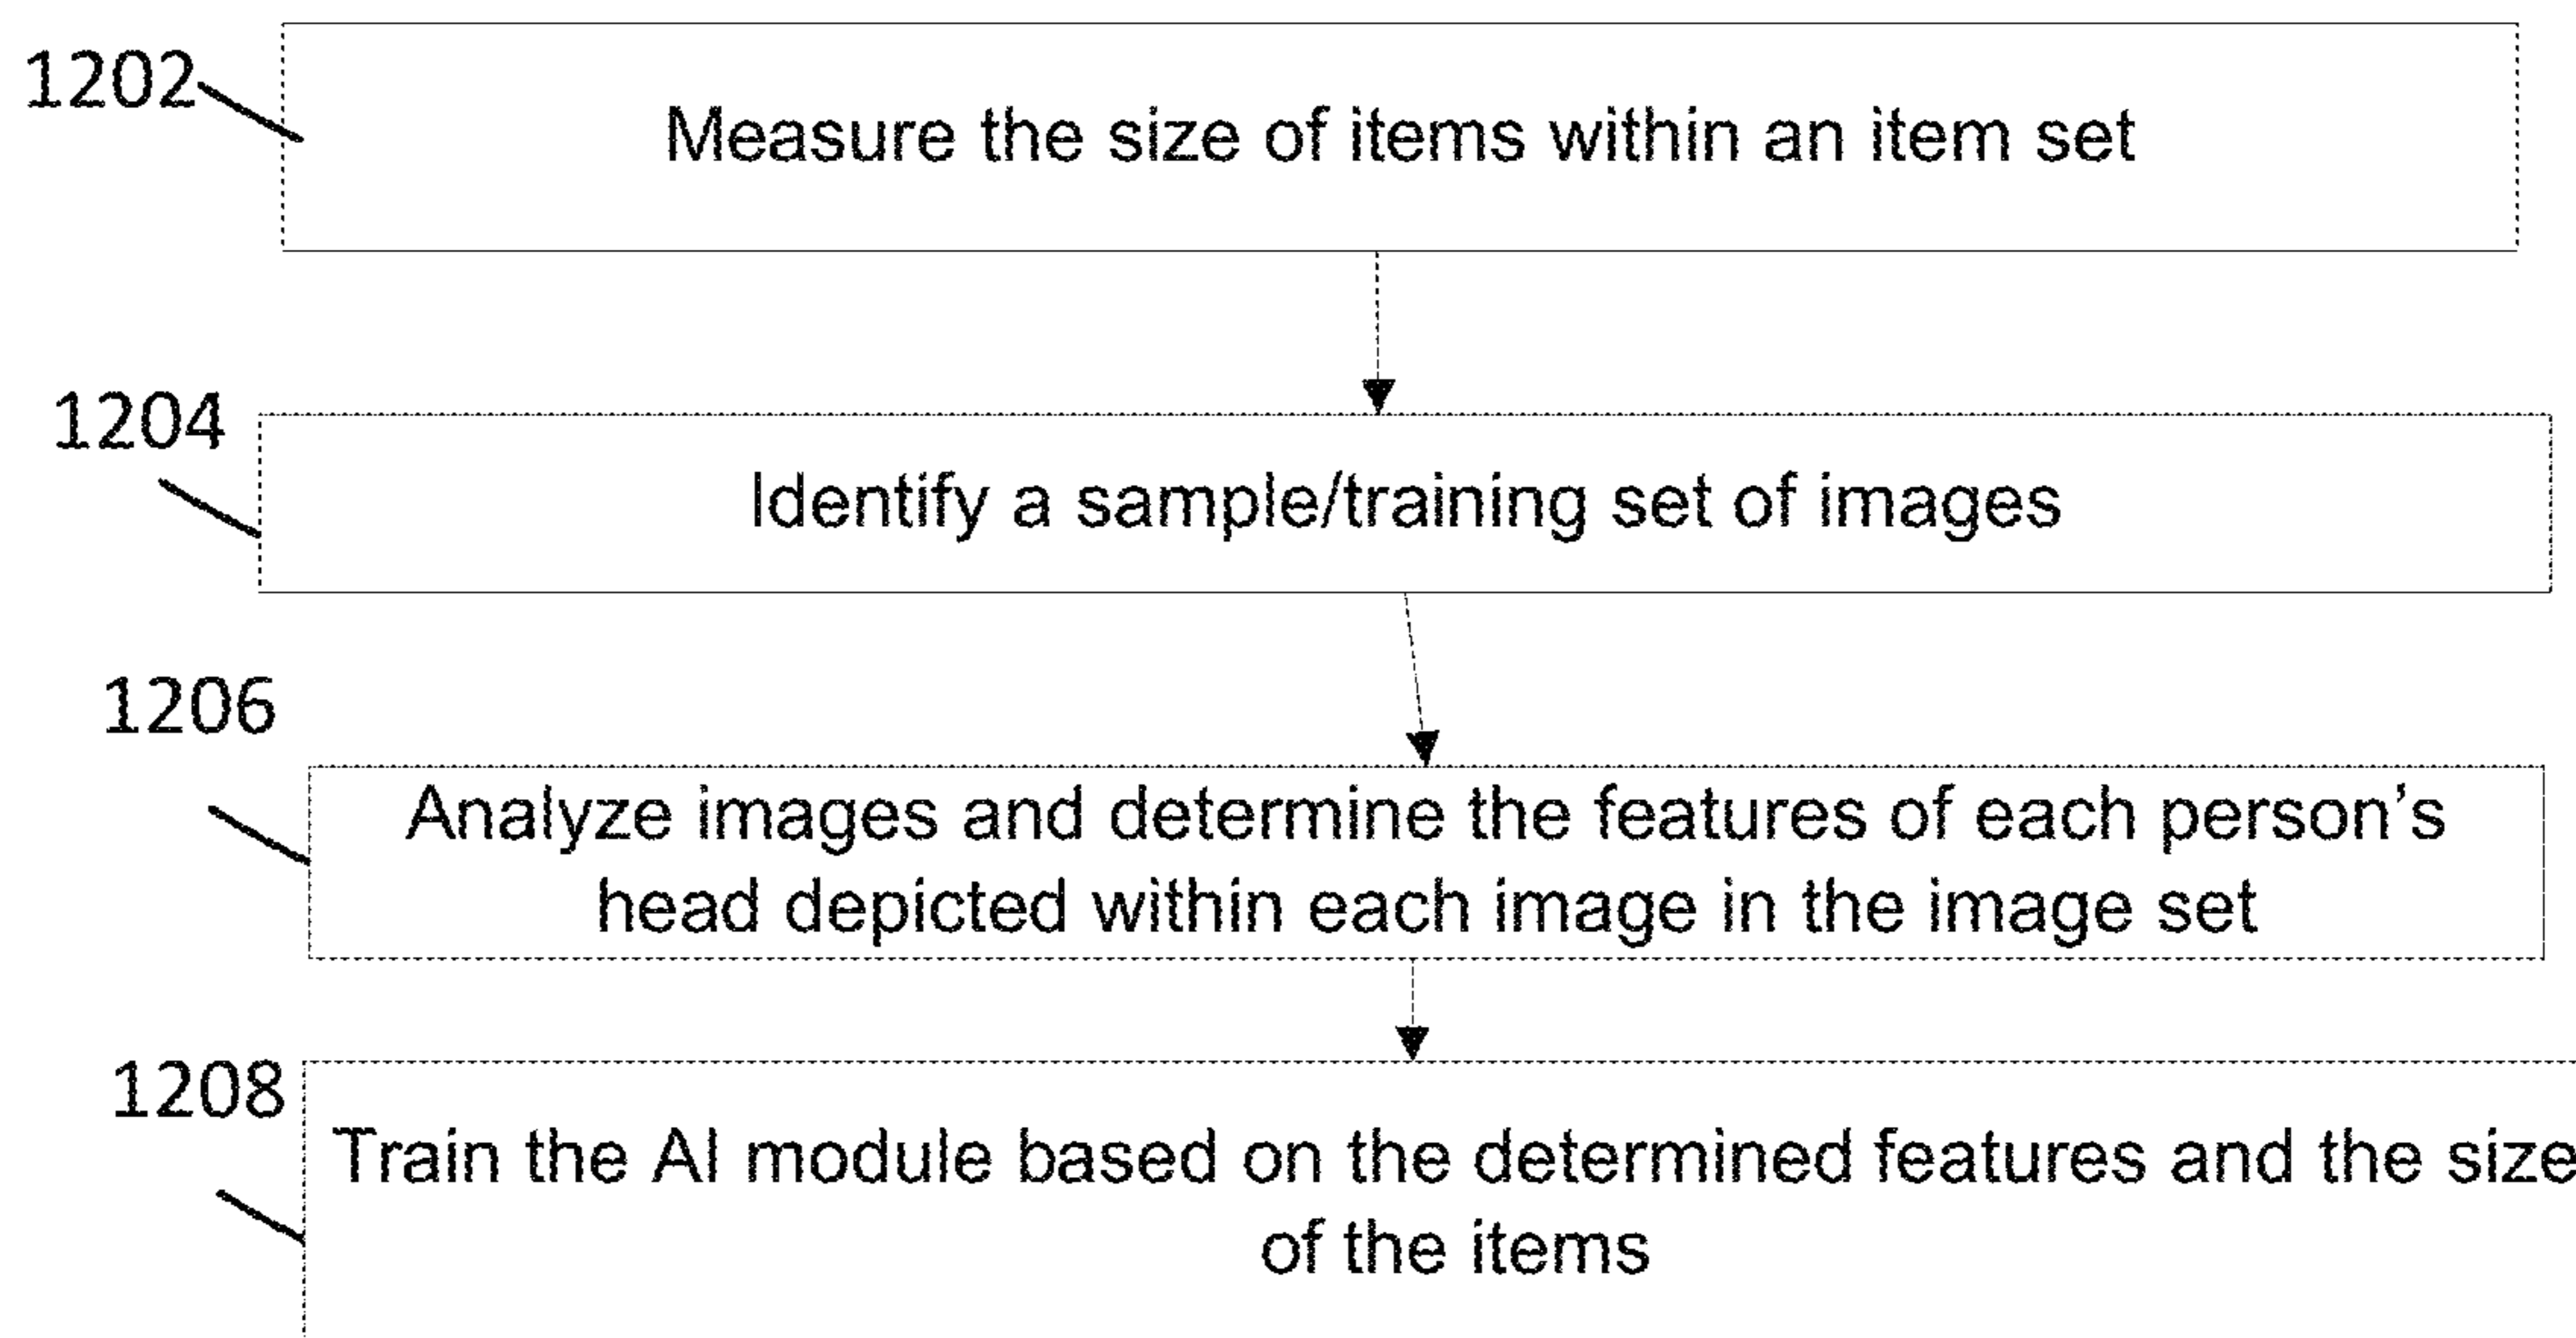 1202
Measure the size of items within an item set
1204
Identify a sample/training set of images
1206
Analyze images and determine the features of each person’s
head depicted within each image in the image set
1208
Train the AI module based on the determined features and the size
of the items